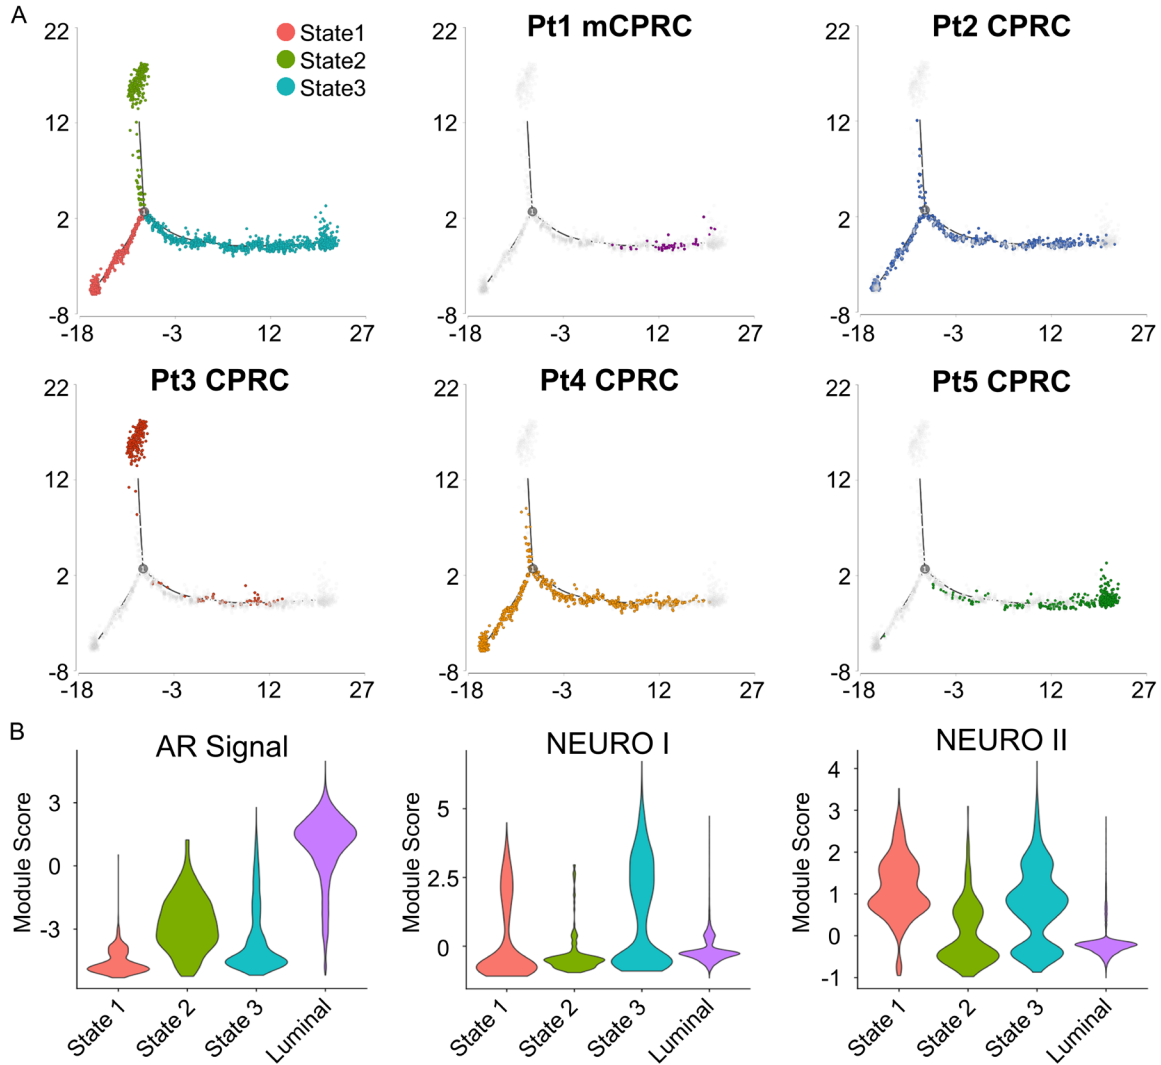 A
State1
State2
State3
22
12
2
-8
-18
-3
12
27
Pt1 mCPRC
22
12
2
-8
-18
-3
12
27
Pt2 CPRC
22
12
2
-8
-18
-3
12
27
Pt3 CPRC
22
12
2
-8
-18
-3
12
27
Pt4 CPRC
22
12
2
-8
-18
-3
12
27
Pt5 CPRC
22
12
2
-8
-18
-3
12
27
B
AR Signal
Module Score
3
0
-3
State 1
State 2
State 3
Luminal
NEURO I
Module Score
5
2.5
0
State 1
State 2
State 3
Luminal
NEURO II
Module Score
4
3
2
1
0
-1
State 1
State 2
State 3
Luminal